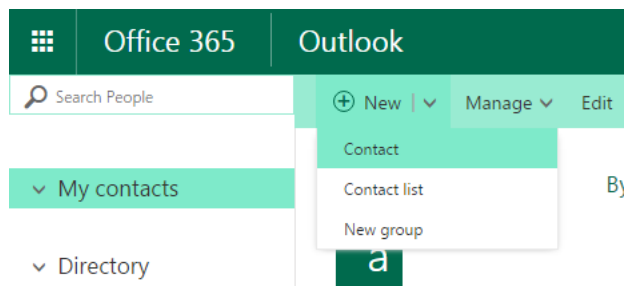 Office 365 Outlook
Search People New Manage Edit
Contact
My contacts Contact list By
New group
Directory a